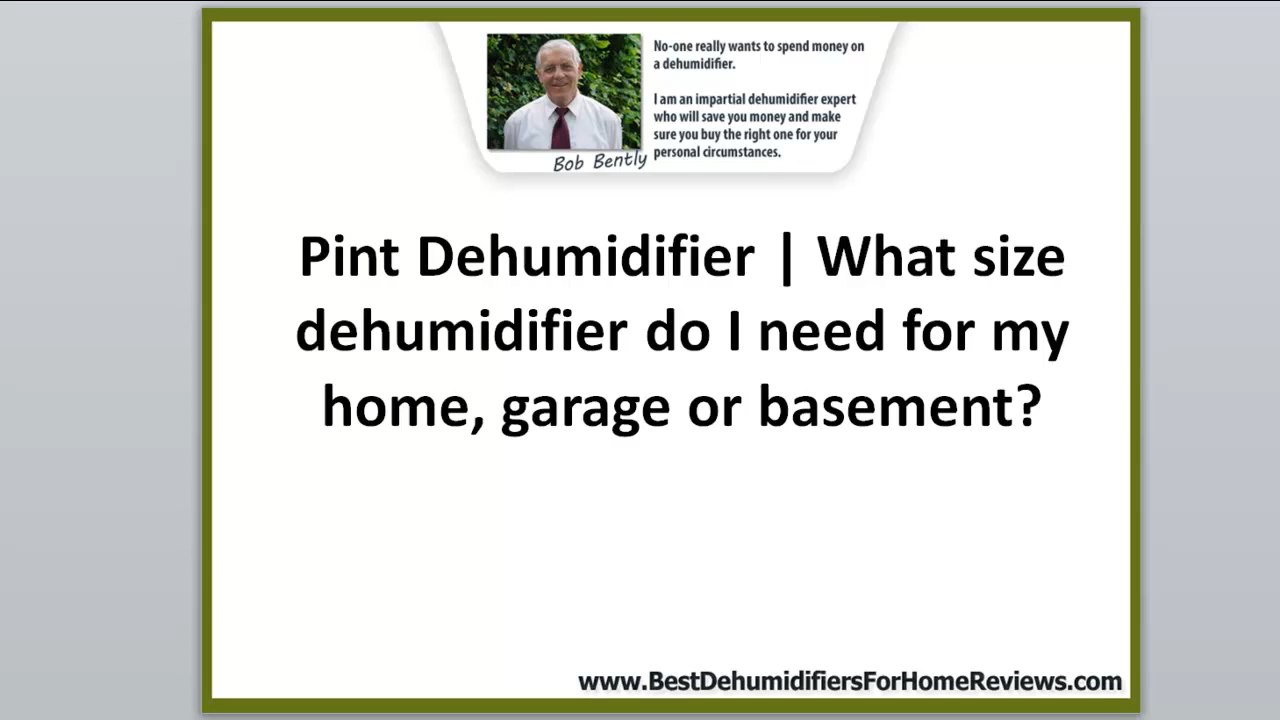 No-one really wants to spend money on
a dehumidifier.
I am an impartial dehumidifier expert
who will save you money and make
sure you buy the right one for your
personal circumstances.
Bob Bently
Pint Dehumidifier | What size
dehumidifier do I need for my
home, garage or basement?
www.BestDehumidifiersForHomeReviews.com